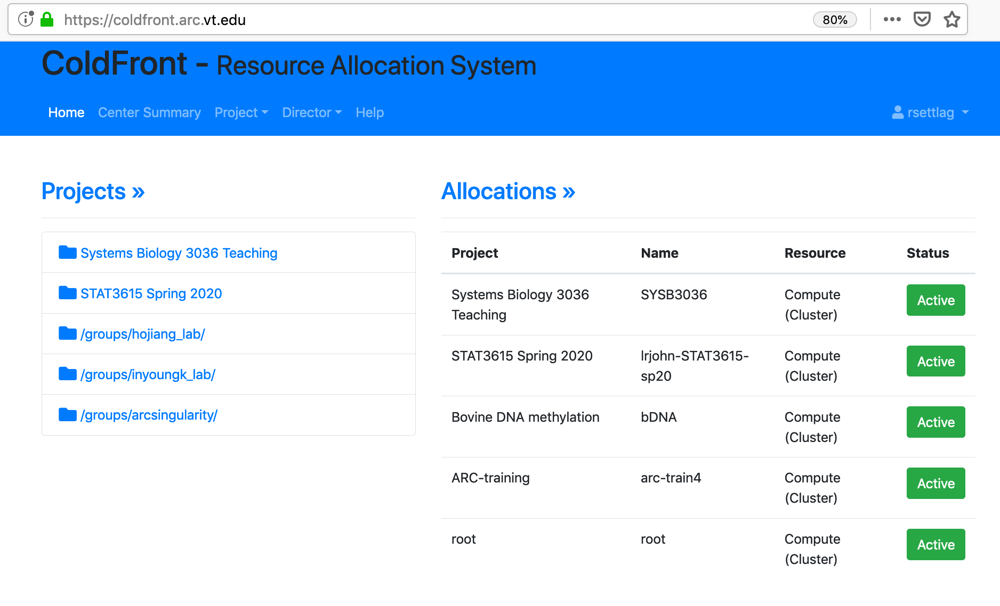 https://coldfront.arc.vt.edu
80%
ColdFront - Resource Allocation System
Home Center Summary Project Director Help rsettlag
Projects »
Systems Biology 3036 Teaching
STAT3615 Spring 2020
/groups/hojiang_lab/
/groups/inyoungk_lab/
/groups/arcsingularity/
Allocations »
Project Name Resource Status
Systems Biology 3036 SYSB3036 Compute Active
Teaching (Cluster)
STAT3615 Spring 2020 lrjohn-STAT3615- Compute Active
sp20 (Cluster)
Bovine DNA methylation bDNA Compute Active
(Cluster)
ARC-training arc-train4 Compute Active
(Cluster)
root root Compute Active
(Cluster)